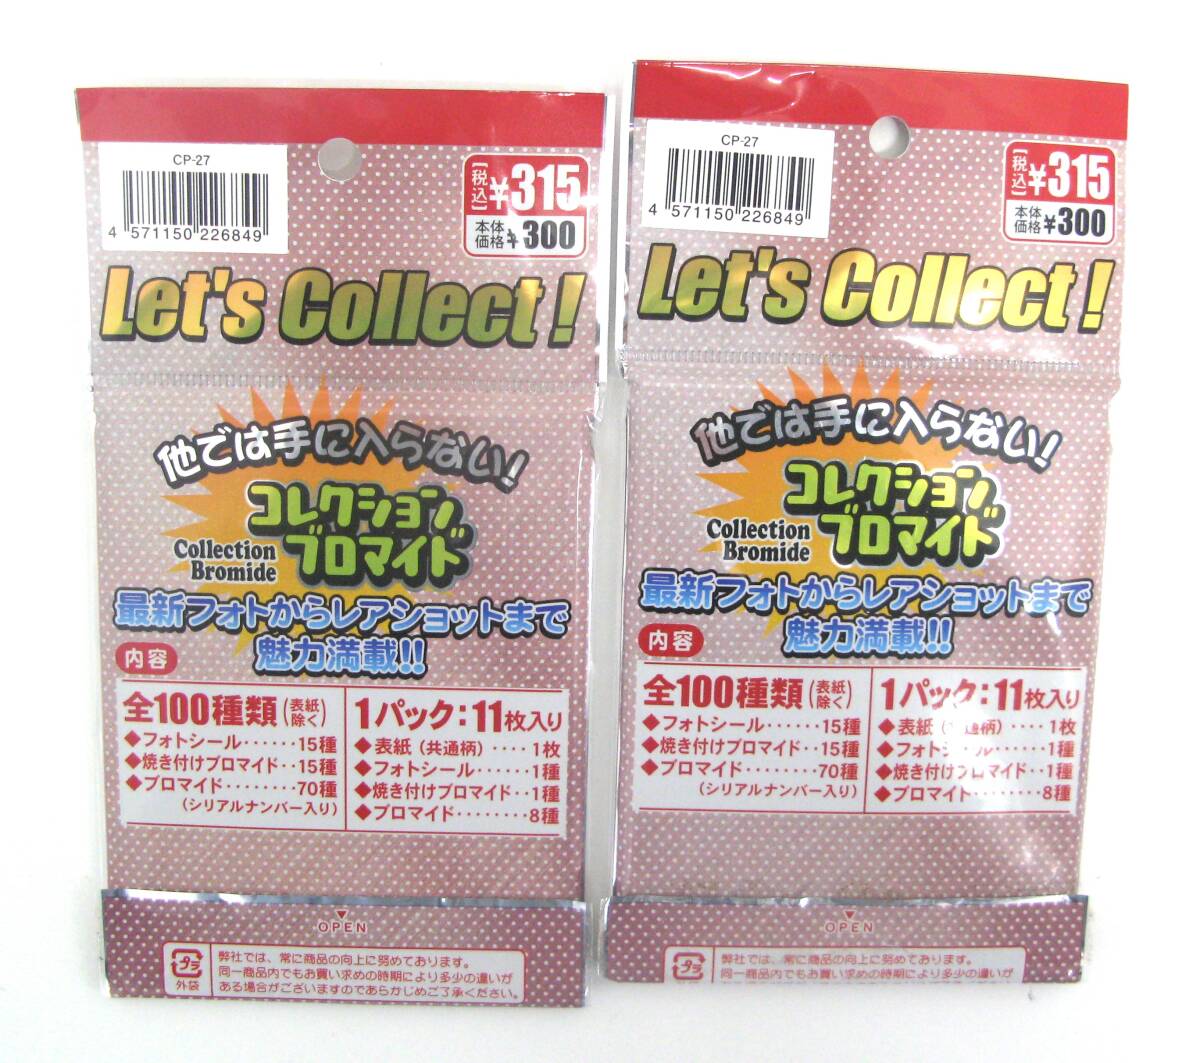 CP-27
4 571150 226849
[税込] ¥315
本体価格 ¥300
Let's Collect!
他では手に入らない!
コレクション
ブロマイド
Collection
Bromide
最新フォトからレアショットまで
魅力満載!!
内容
全100種類(表紙除く)
◆フォトシール‥‥‥15種
◆焼き付けブロマイド‥15種
◆ブロマイド‥‥‥‥70種
(シリアルナンバー入り)
1パック:11枚入り
◆表紙(共通柄)‥‥1枚
◆フォトシール‥‥‥1種
◆焼き付けブロマイド‥1種
◆ブロマイド‥‥‥‥8種
OPEN
プラ
外袋
弊社では、常に商品の向上に努めております。
同一商品内でもお買い求めの時期により多少の違いが
ある場合がございますのであらかじめご了承ください。
CP-27
4 571150 226849
[税込] ¥315
本体価格 ¥300
Let's Collect!
他では手に入らない!
コレクション
ブロマイド
Collection
Bromide
最新フォトからレアショットまで
魅力満載!!
内容
全100種類(表紙除く)
◆フォトシール‥‥‥15種
◆焼き付けブロマイド‥15種
◆ブロマイド‥‥‥‥70種
(シリアルナンバー入り)
1パック:11枚入り
◆表紙(共通柄)‥‥1枚
◆フォトシール‥‥‥1種
◆焼き付けブロマイド‥1種
◆ブロマイド‥‥‥‥8種
OPEN
プラ
弊社では、常に商品の向上に努めております。
同一商品内でもお買い求めの時期により多少の違いが